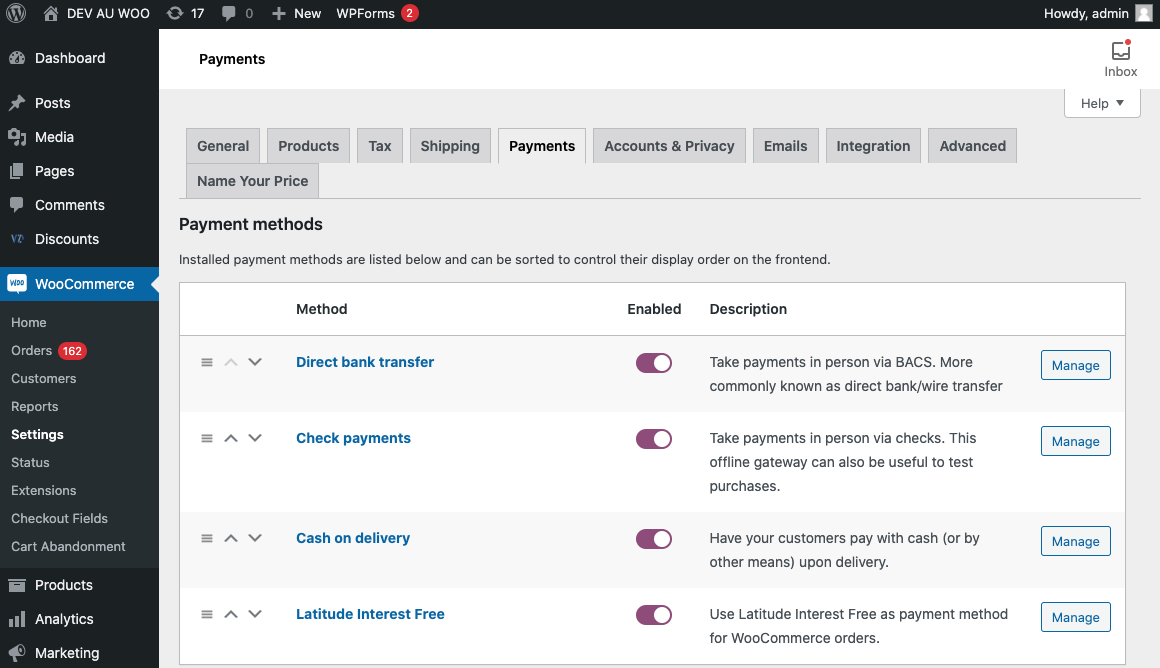 DEV AU WOO 17 0 New WPForms 2 Howdy, admin
Dashboard
Posts
Media
Pages
Comments
VZ Discounts
WOO WooCommerce
Home
Orders 162
Customers
Reports
Settings
Status
Extensions
Checkout Fields
Cart Abandonment
Products
Analytics
Marketing
Payments
Inbox
Help
General Products Tax Shipping Payments Accounts & Privacy Emails Integration Advanced
Name Your Price
Payment methods
Installed payment methods are listed below and can be sorted to control their display order on the frontend.
Method Enabled Description
Direct bank transfer
Take payments in person via BACS. More
commonly known as direct bank/wire transfer
Manage
Check payments
Take payments in person via checks. This
offline gateway can also be useful to test
purchases.
Manage
Cash on delivery
Have your customers pay with cash (or by
other means) upon delivery.
Manage
Latitude Interest Free
Use Latitude Interest Free as payment method
for WooCommerce orders.
Manage